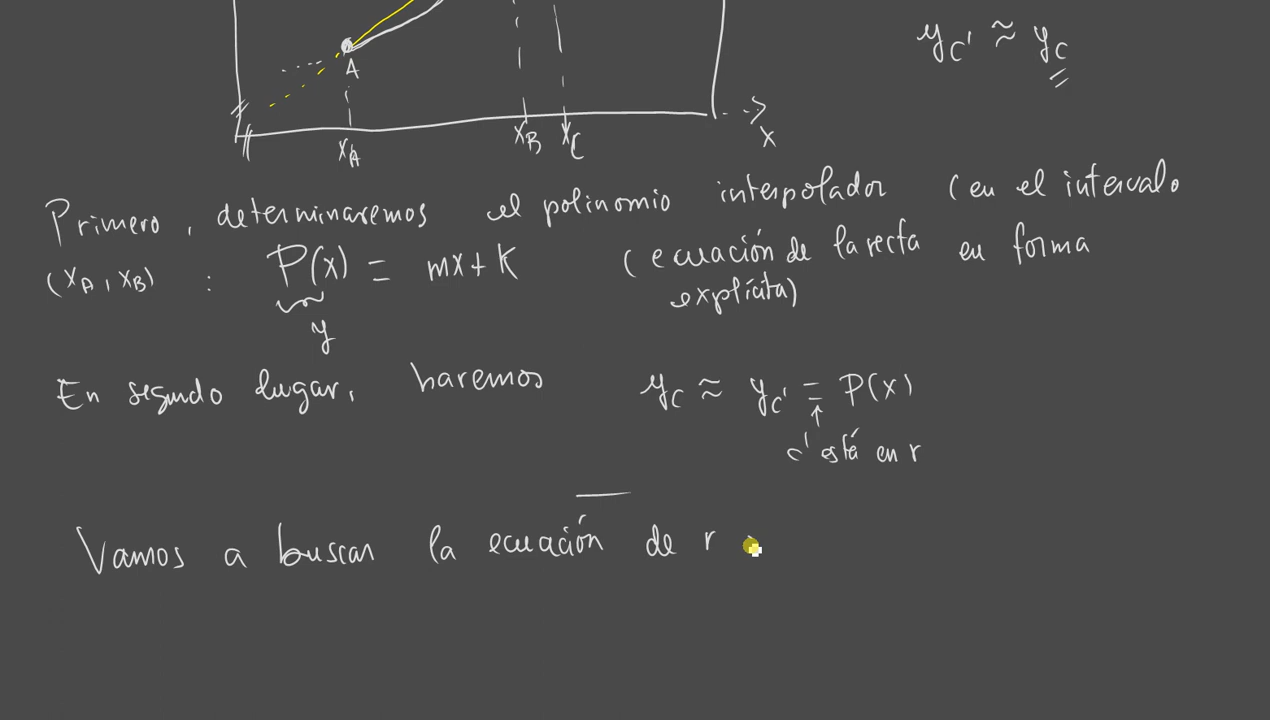 y_C' ≈ y_C
A
x_A x_B x_C x
Primero, determinaremos el polinomio interpolador (en el intervalo
(x_A, x_B) : P(x) = mx + K (ecuación de la recta en forma
explícita)
y
En segundo lugar, haremos y_C ≈ y_C' = P(x)
↑
C' está en r
Vamos a buscar la ecuación de r